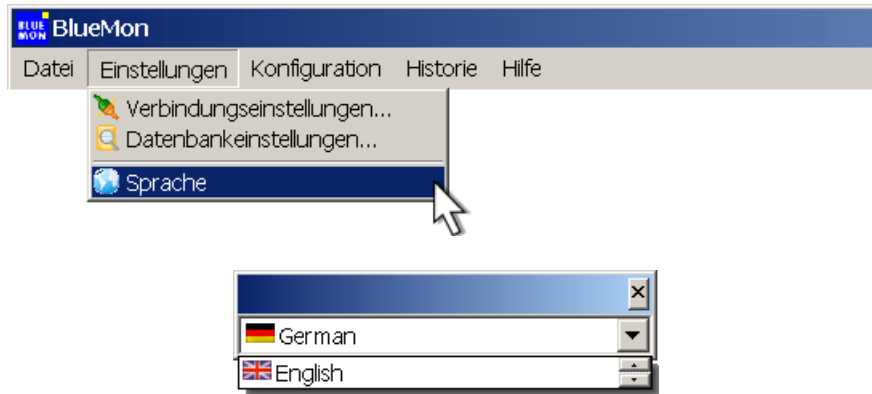 BLUE MON BlueMon
Datei Einstellungen Konfiguration Historie Hilfe
Verbindungseinstellungen...
Datenbankeinstellungen...
Sprache
German
English